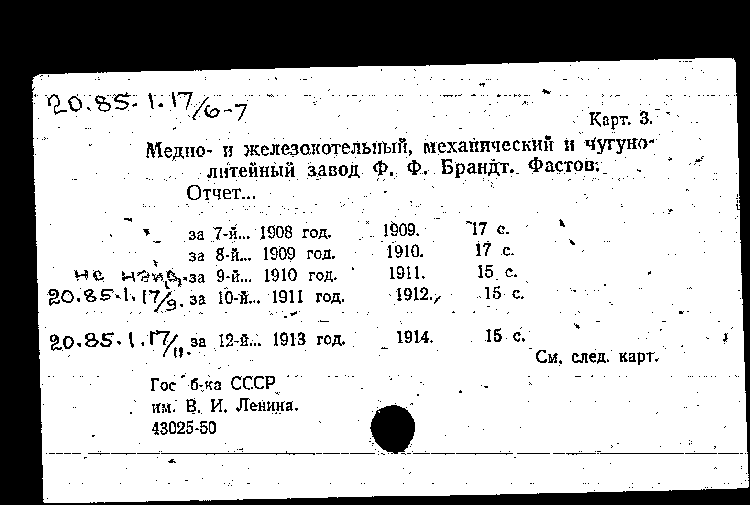 20.85.1.17/6-7
Карт. 3.
Медно- и железокотельный, механический и чугуно-
литейный завод Ф. Ф. Брандт. Фастов.
Отчет...
за 7-й... 1908 год. 1909. 17 с.
за 8-й... 1909 год. 1910. 17 с.
не найд. за 9-й... 1910 год. 1911. 15 с.
20.85.1.17/9. за 10-й... 1911 год. 1912. 15 с.
20.85.1.17/11. за 12-й... 1913 год. 1914. 15 с.
См. след. карт.
Гос б-ка СССР
им. В. И. Ленина.
43025-50